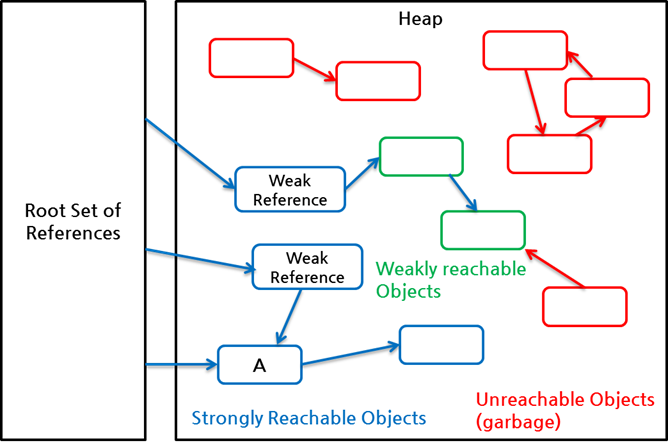 Heap
Root Set of
References
Weak
Reference
Weak
Reference
Weakly reachable
Objects
A
Strongly Reachable Objects
Unreachable Objects
(garbage)